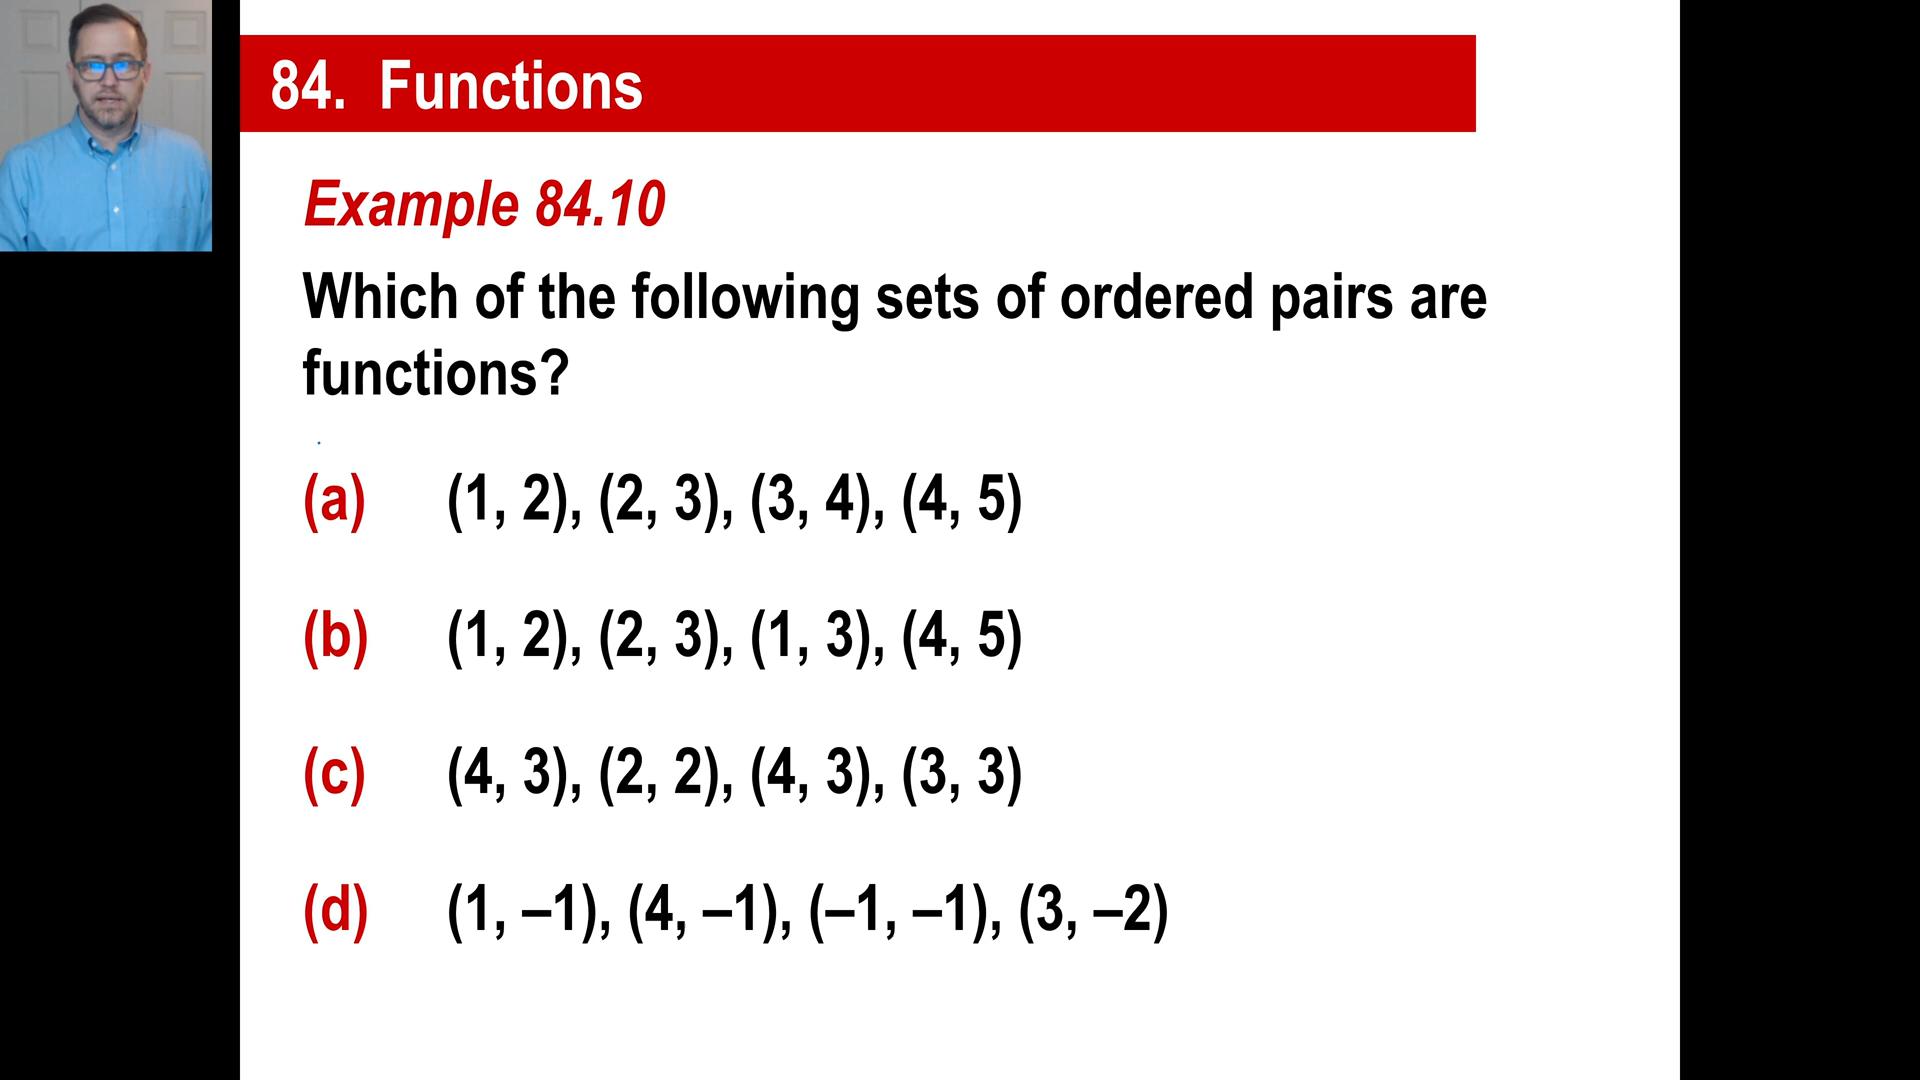 84. Functions
Example 84.10
Which of the following sets of ordered pairs are
functions?
(a) (1, 2), (2, 3), (3, 4), (4, 5)
(b) (1, 2), (2, 3), (1, 3), (4, 5)
(c) (4, 3), (2, 2), (4, 3), (3, 3)
(d) (1, –1), (4, –1), (–1, –1), (3, –2)